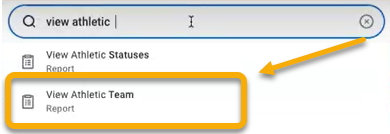 view athletic
View Athletic Statuses
Report
View Athletic Team
Report